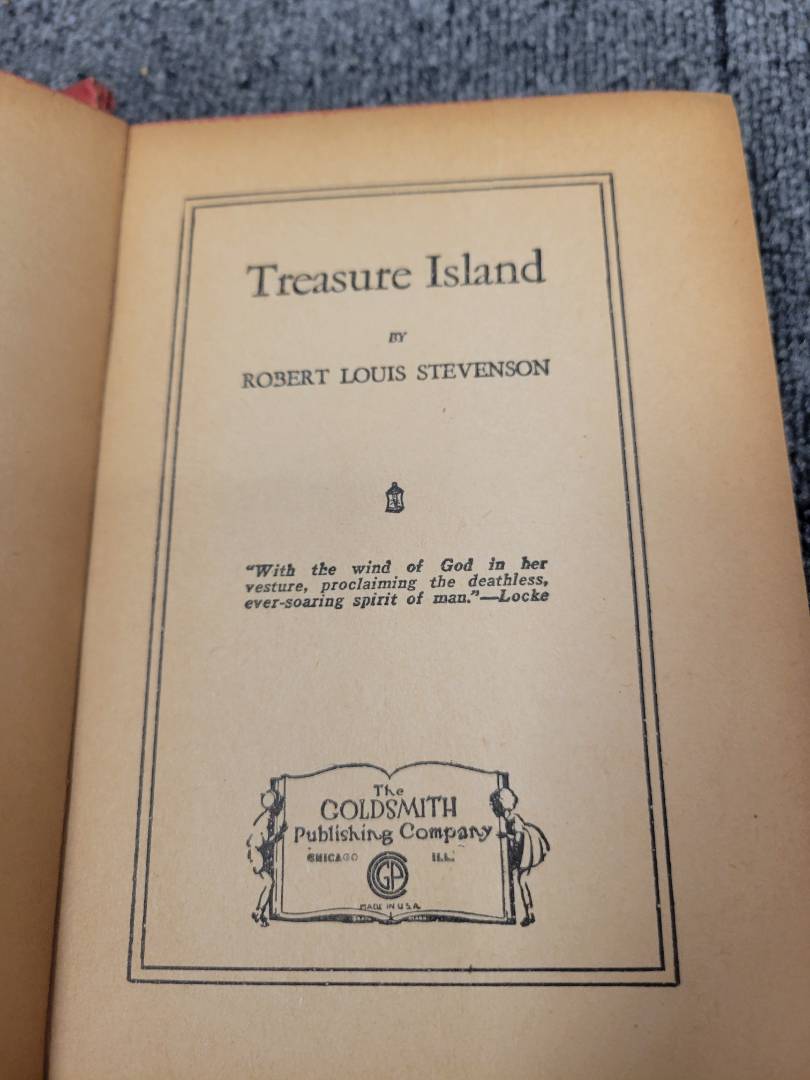 Treasure Island
BY
ROBERT LOUIS STEVENSON
"With the wind of God in her
vesture, proclaiming the deathless,
ever-soaring spirit of man."—Locke
The
GOLDSMITH
Publishing Company
CHICAGO ILL.
GPC
MADE IN U.S.A.